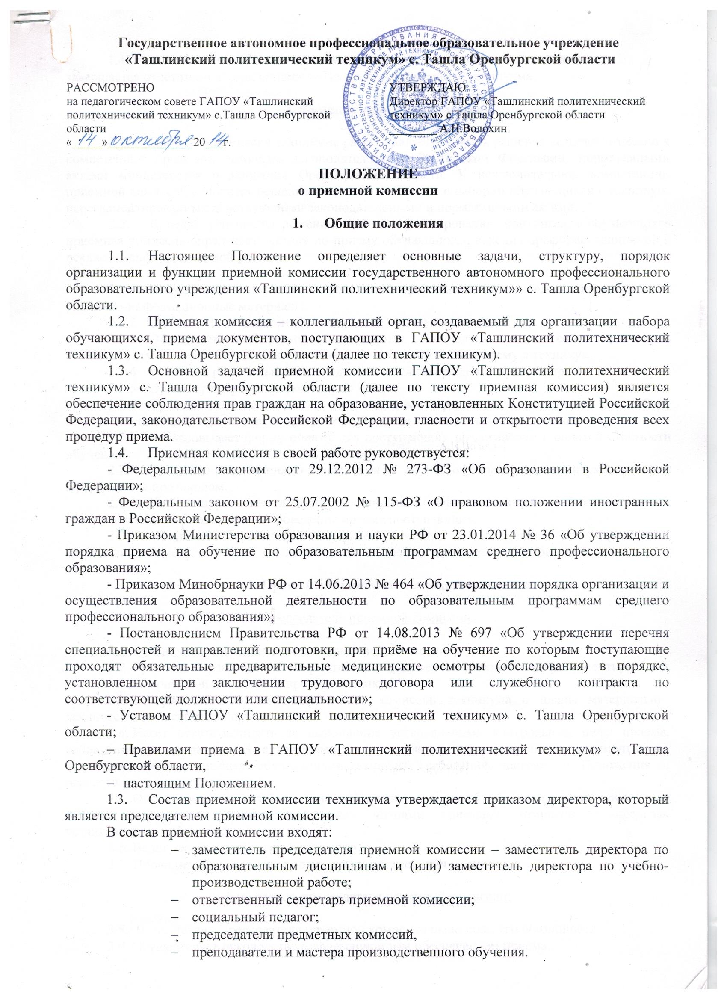 Государственное автономное профессиональное образовательное учреждение
«Ташлинский политехнический техникум» с. Ташла Оренбургской области
РАССМОТРЕНО
на педагогическом совете ГАПОУ «Ташлинский
политехнический техникум» с.Ташла Оренбургской
области
«14» октября 2014г.
УТВЕРЖДАЮ
Директор ГАПОУ «Ташлинский политехнический
техникум» с.Ташла Оренбургской области
А.Н.Волохин
ПОЛОЖЕНИЕ
о приемной комиссии
1. Общие положения
1.1. Настоящее Положение определяет основные задачи, структуру, порядок
организации и функции приемной комиссии государственного автономного профессионального
образовательного учреждения «Ташлинский политехнический техникум»» с. Ташла Оренбургской
области.
1.2. Приемная комиссия – коллегиальный орган, создаваемый для организации набора
обучающихся, приема документов, поступающих в ГАПОУ «Ташлинский политехнический
техникум» с. Ташла Оренбургской области (далее по тексту техникум).
1.3. Основной задачей приемной комиссии ГАПОУ «Ташлинский политехнический
техникум» с. Ташла Оренбургской области (далее по тексту приемная комиссия) является
обеспечение соблюдения прав граждан на образование, установленных Конституцией Российской
Федерации, законодательством Российской Федерации, гласности и открытости проведения всех
процедур приема.
1.4. Приемная комиссия в своей работе руководствуется:
- Федеральным законом от 29.12.2012 № 273-ФЗ «Об образовании в Российской
Федерации»;
- Федеральным законом от 25.07.2002 № 115-ФЗ «О правовом положении иностранных
граждан в Российской Федерации»;
- Приказом Министерства образования и науки РФ от 23.01.2014 № 36 «Об утверждении
порядка приема на обучение по образовательным программам среднего профессионального
образования»;
- Приказом Минобрнауки РФ от 14.06.2013 № 464 «Об утверждении порядка организации и
осуществления образовательной деятельности по образовательным программам среднего
профессионального образования»;
- Постановлением Правительства РФ от 14.08.2013 № 697 «Об утверждении перечня
специальностей и направлений подготовки, при приёме на обучение по которым поступающие
проходят обязательные предварительные медицинские осмотры (обследования) в порядке,
установленном при заключении трудового договора или служебного контракта по
соответствующей должности или специальности»;
- Уставом ГАПОУ «Ташлинский политехнический техникум» с. Ташла Оренбургской
области;
– Правилами приема в ГАПОУ «Ташлинский политехнический техникум» с. Ташла
Оренбургской области,
– настоящим Положением.
1.3. Состав приемной комиссии техникума утверждается приказом директора, который
является председателем приемной комиссии.
В состав приемной комиссии входят:
– заместитель председателя приемной комиссии – заместитель директора по
образовательным дисциплинам и (или) заместитель директора по учебно-
производственной работе;
– ответственный секретарь приемной комиссии;
– социальный педагог;
– председатели предметных комиссий,
– преподаватели и мастера производственного обучения.